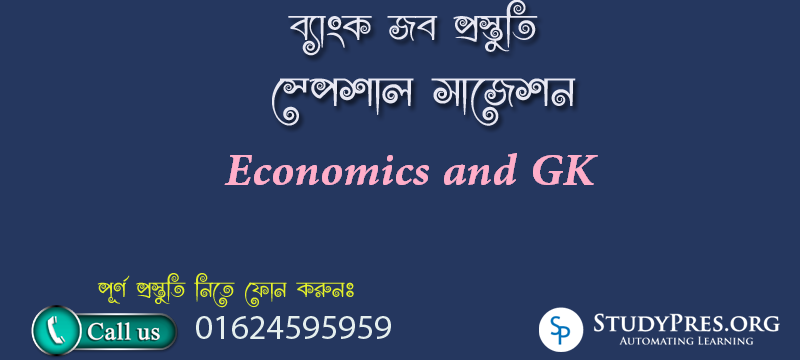 ব্যাংক জব প্রস্তুতি
স্পেশাল সাজেশন
Economics and GK
পূর্ণ প্রস্তুতি নিতে ফোন করুনঃ
Call us 01624595959
SP StudyPres.org
Automating Learning